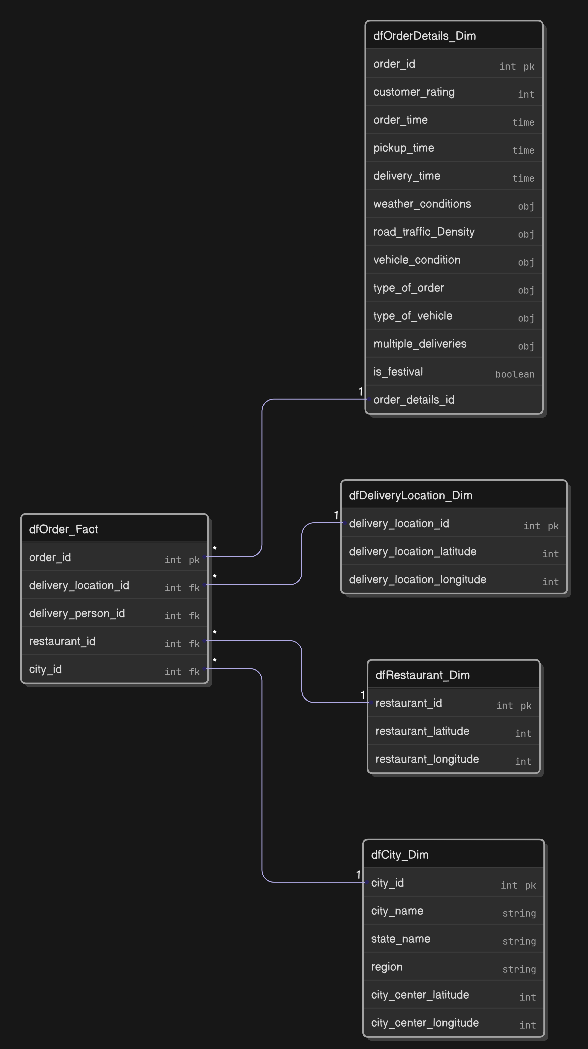 dfOrderDetails_Dim
order_id int pk
customer_rating int
order_time time
pickup_time time
delivery_time time
weather_conditions obj
road_traffic_Density obj
vehicle_condition obj
type_of_order obj
type_of_vehicle obj
multiple_deliveries obj
is_festival boolean
1 order_details_id
dfDeliveryLocation_Dim
1 delivery_location_id int pk
delivery_location_latitude int
delivery_location_longitude int
dfOrder_Fact
order_id int pk *
delivery_location_id int fk *
delivery_person_id int fk
restaurant_id int fk *
city_id int fk *
dfRestaurant_Dim
1 restaurant_id int pk
restaurant_latitude int
restaurant_longitude int
dfCity_Dim
1 city_id int pk
city_name string
state_name string
region string
city_center_latitude int
city_center_longitude int